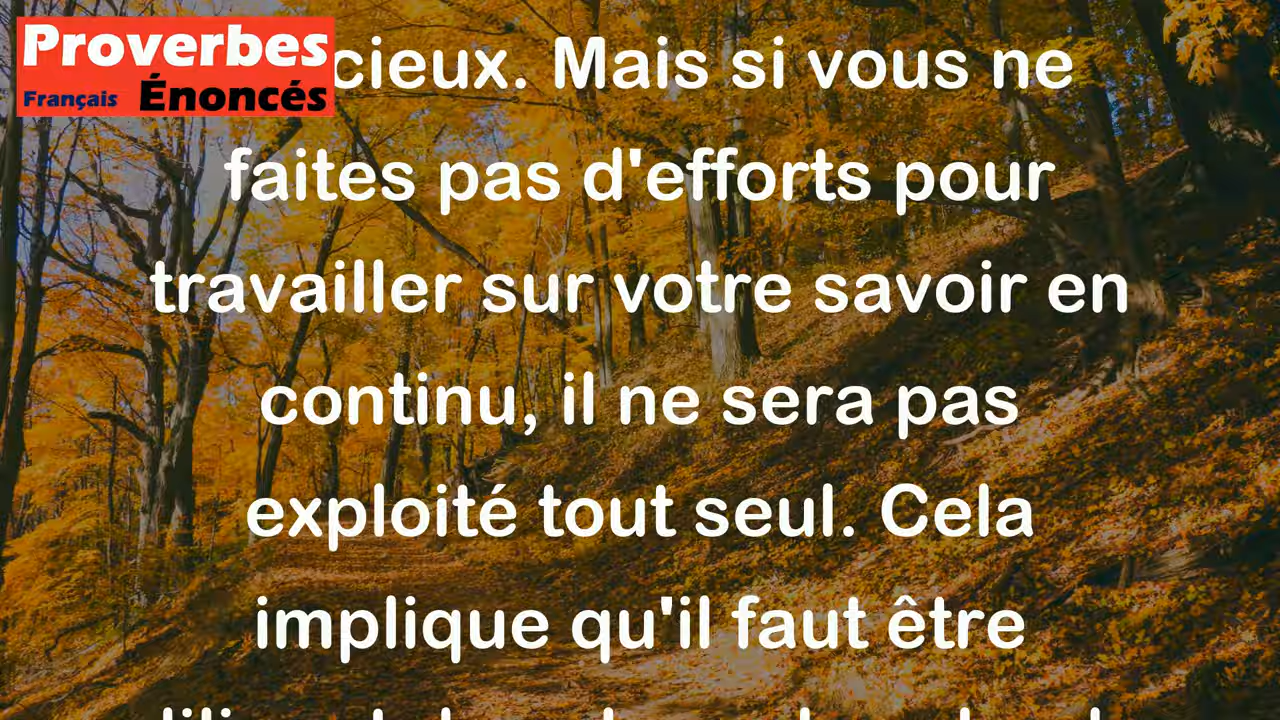 Proverbes
Français Énoncés
cieux. Mais si vous ne
faites pas d'efforts pour
travailler sur votre savoir en
continu, il ne sera pas
exploité tout seul. Cela
implique qu'il faut être